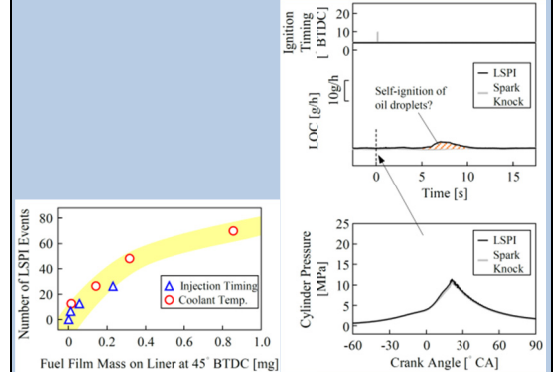 Ignition
Timing
[° BTDC]
20
10
0
LOC [g/h]
10g/h
LSPI
Spark
Knock
Self-ignition of
oil droplets?
0
5
10
15
Time [s]
Number of LSPI Events
80
60
40
20
0
Injection Timing
Coolant Temp.
0
0.2
0.4
0.6
0.8
1.0
Fuel Film Mass on Liner at 45° BTDC [mg]
Cylinder Pressure
[MPa]
25
20
15
10
5
0
LSPI
Spark
Knock
-60
-30
0
30
60
90
Crank Angle [° CA]